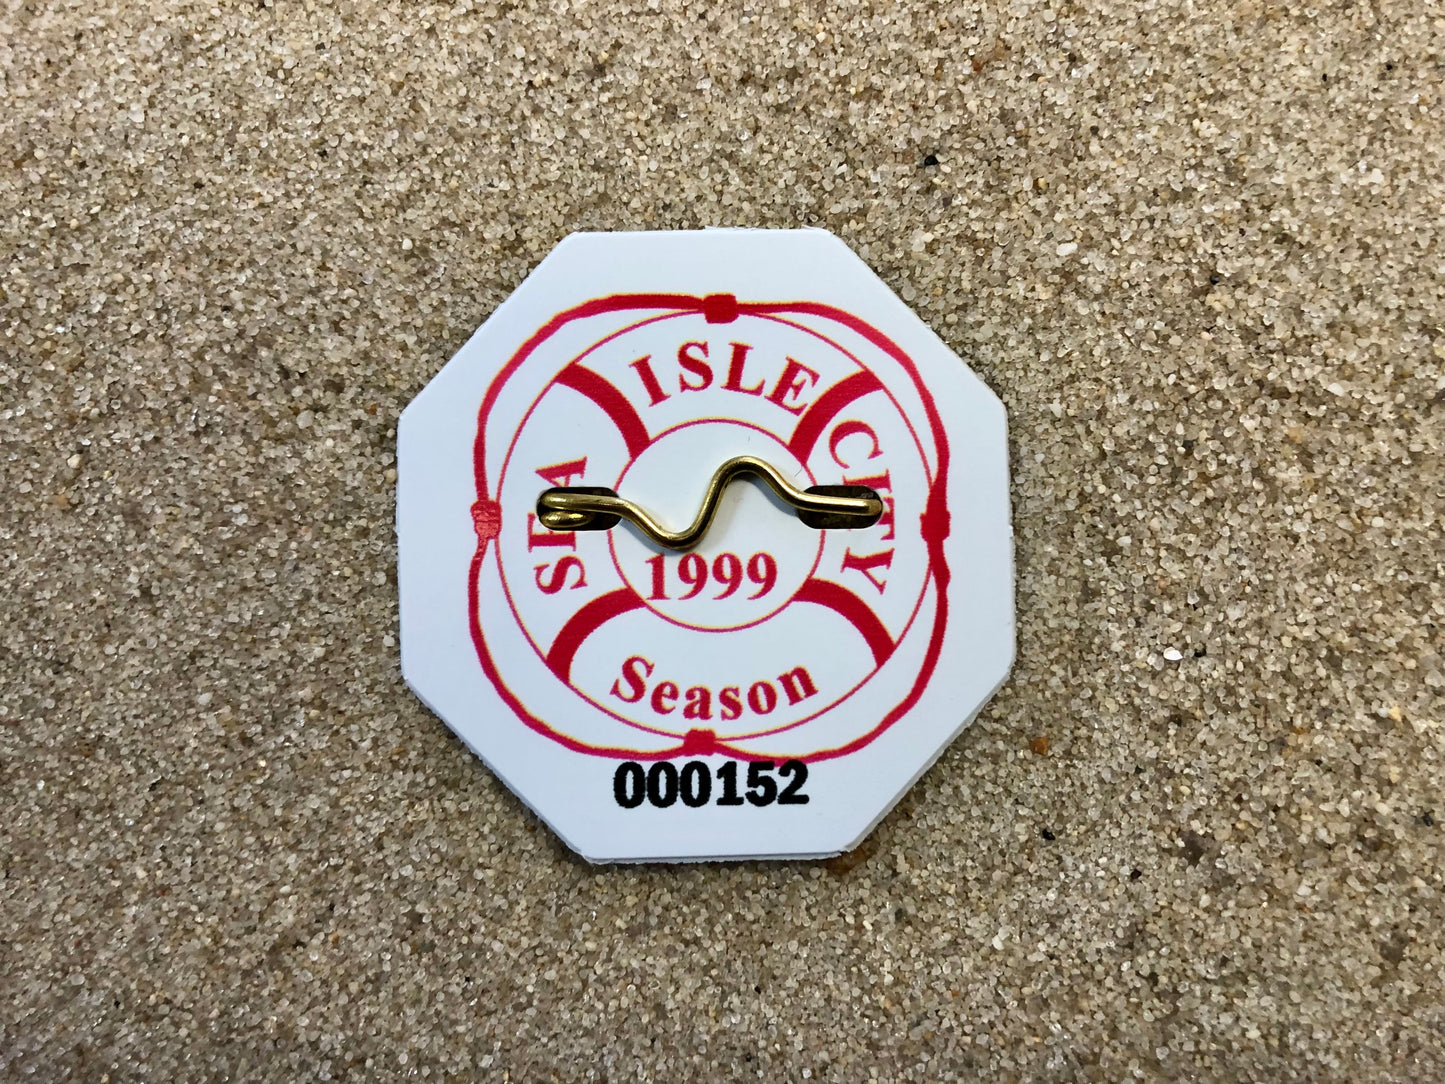 SEA ISLE CITY
1999
Season
000152